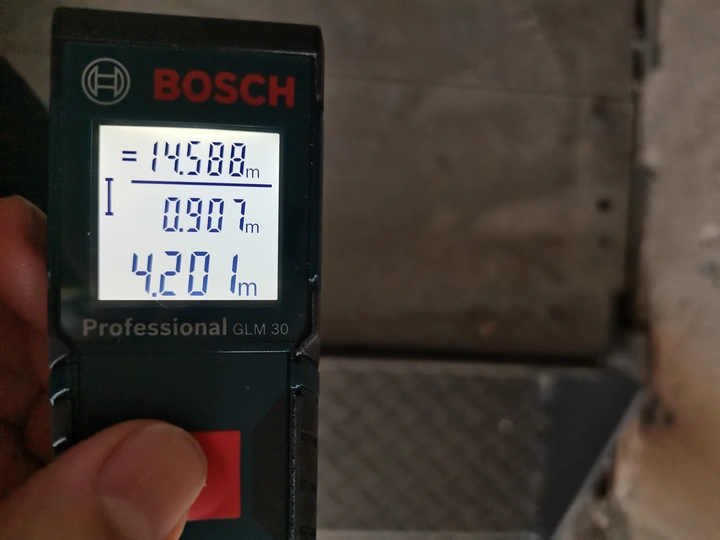 BOSCH
= 14.588m
0.907m
4.201m
Professional GLM 30